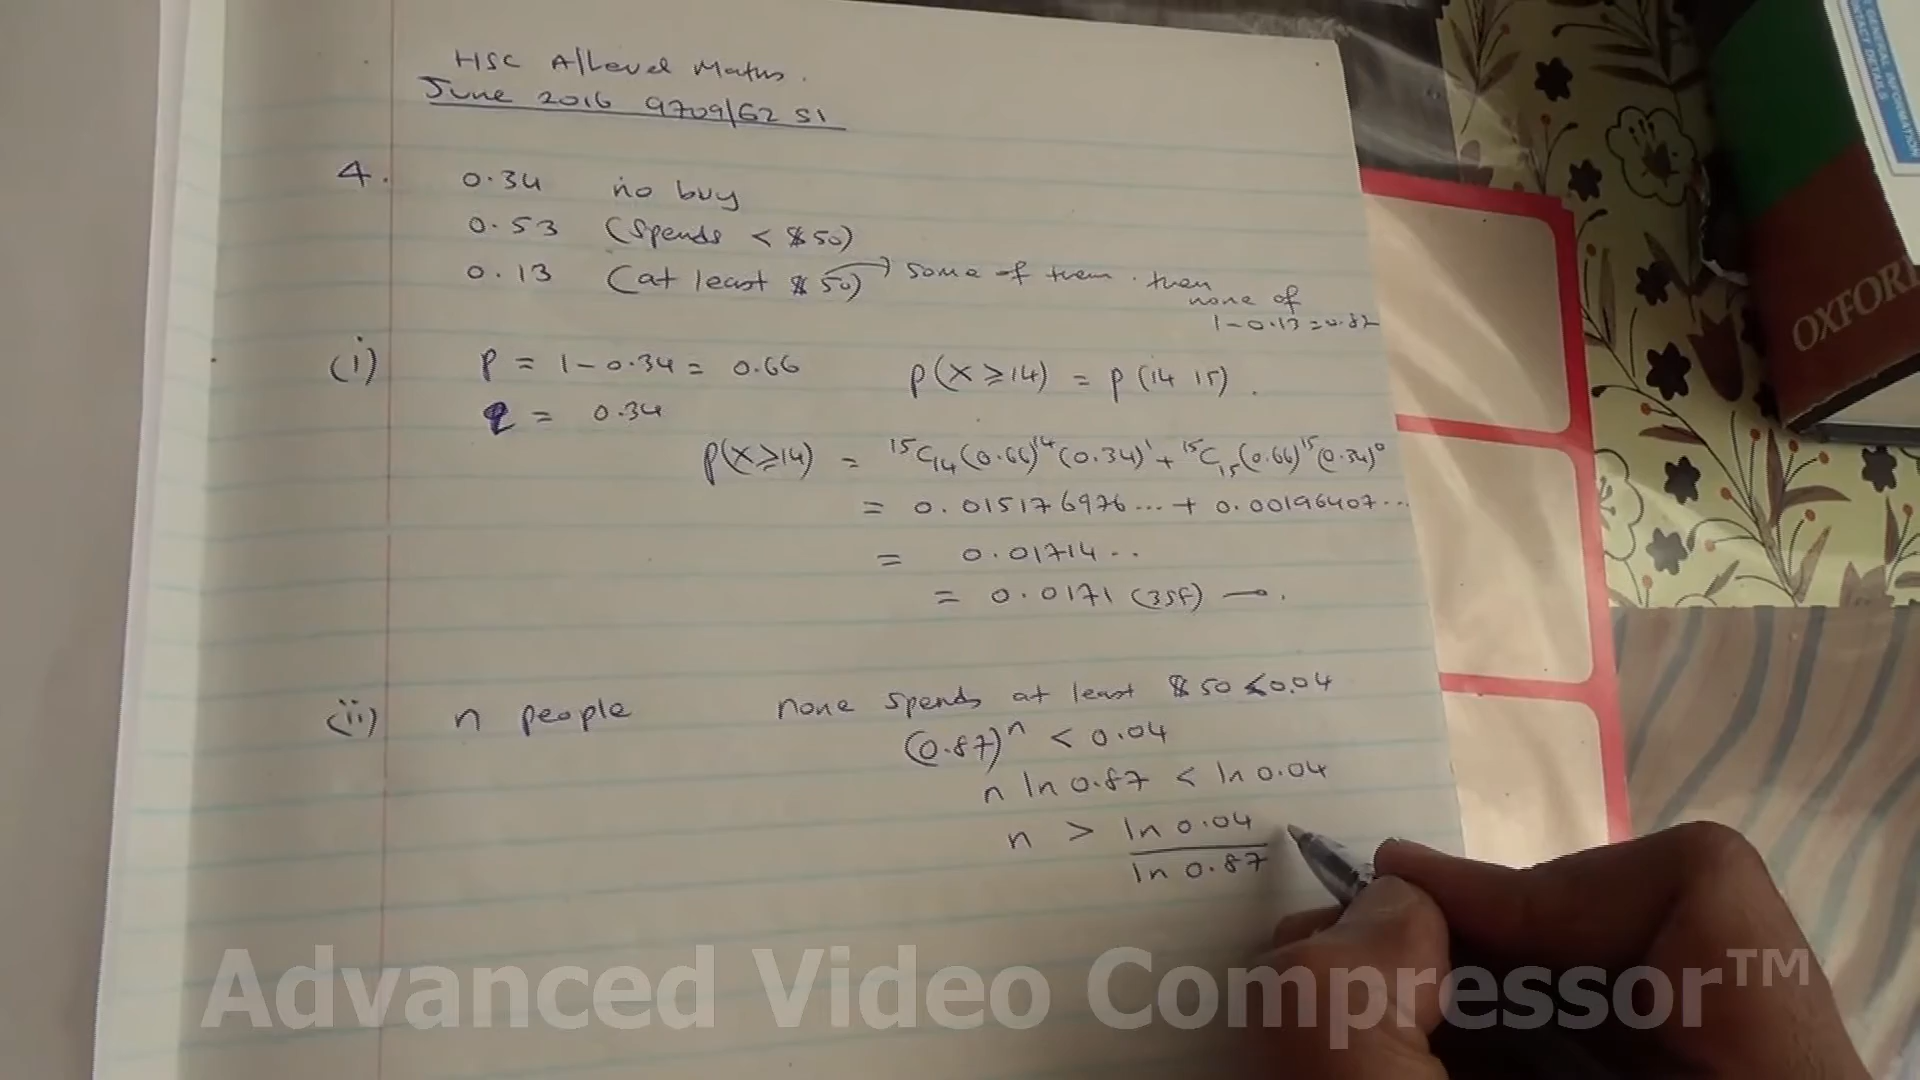 HSC A/Level Maths.
June 2016 9709/62 S1
4. 0.34 no buy
0.53 (spends < $50)
0.13 (at least $50) → some of them. then
none of
1-0.13=0.87
(i) P = 1-0.34 = 0.66 P(X ≥ 14) = P(14 15).
q = 0.34
P(X≥14) = ¹⁵C₁₄(0.66)¹⁴(0.34)¹ + ¹⁵C₁₅(0.66)¹⁵(0.34)⁰
= 0.015176976... + 0.00196407...
= 0.01714..
= 0.0171 (3SF)
(ii) n people none spends at least $50 < 0.04
(0.87)ⁿ < 0.04
n ln 0.87 < ln 0.04
n > ln 0.04
ln 0.87
OXFORD
GENERAL INFORMATION
CONTACT DETAILS
Advanced Video Compressor™